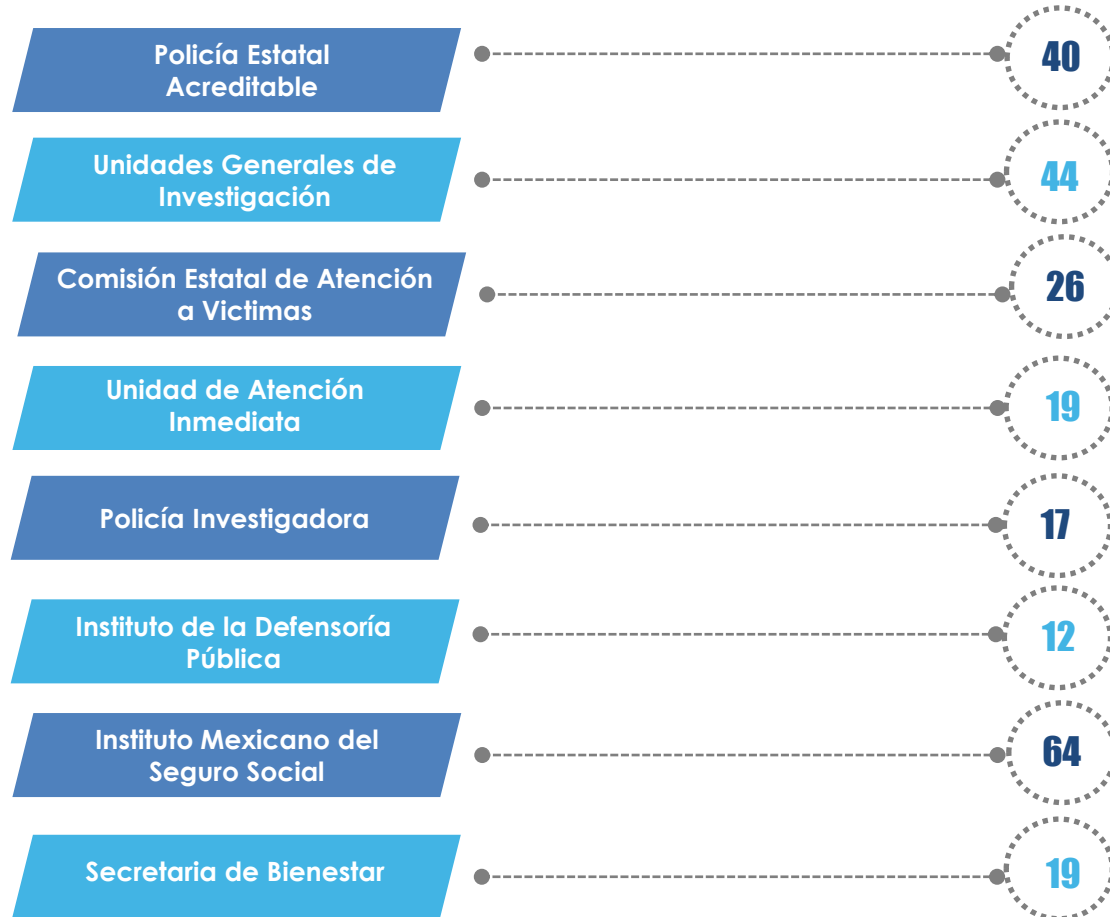 Policía Estatal
Acreditable
40
Unidades Generales de
Investigación
44
Comisión Estatal de Atención
a Victimas
26
Unidad de Atención
Inmediata
19
Policía Investigadora
17
Instituto de la Defensoría
Pública
12
Instituto Mexicano del
Seguro Social
64
Secretaria de Bienestar
19